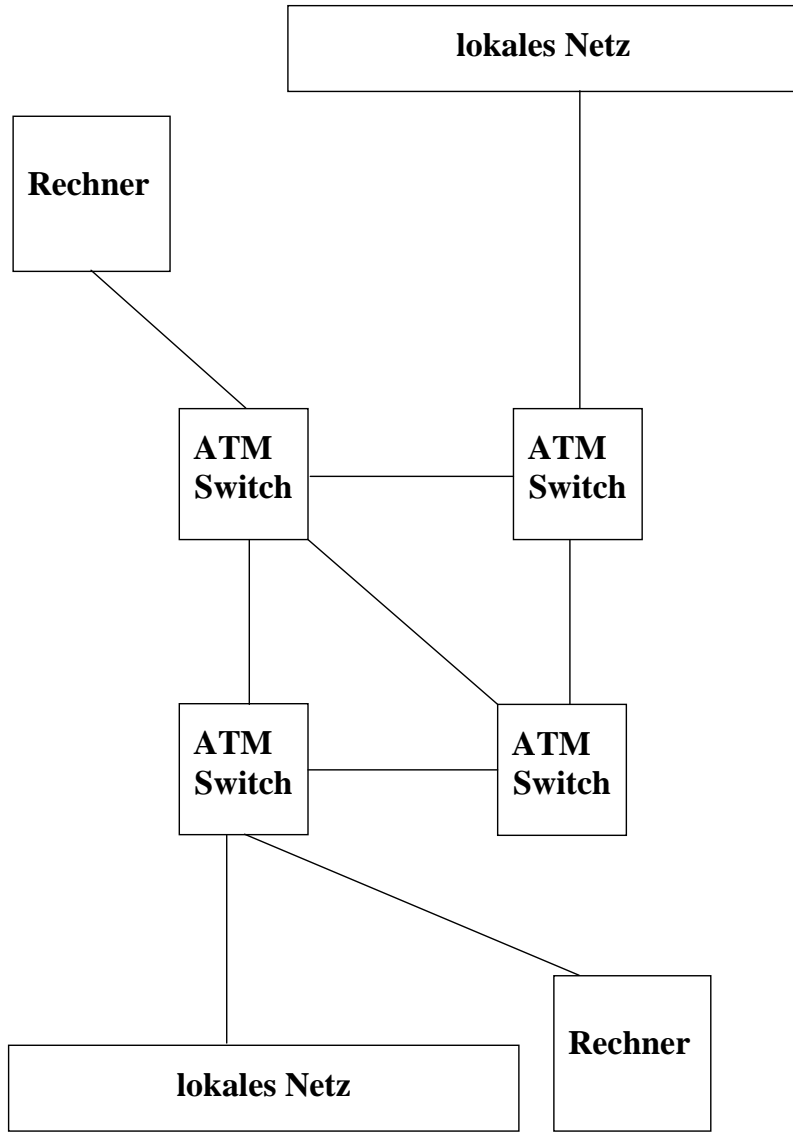 lokales Netz
Rechner
ATM
Switch
ATM
Switch
ATM
Switch
ATM
Switch
Rechner
lokales Netz